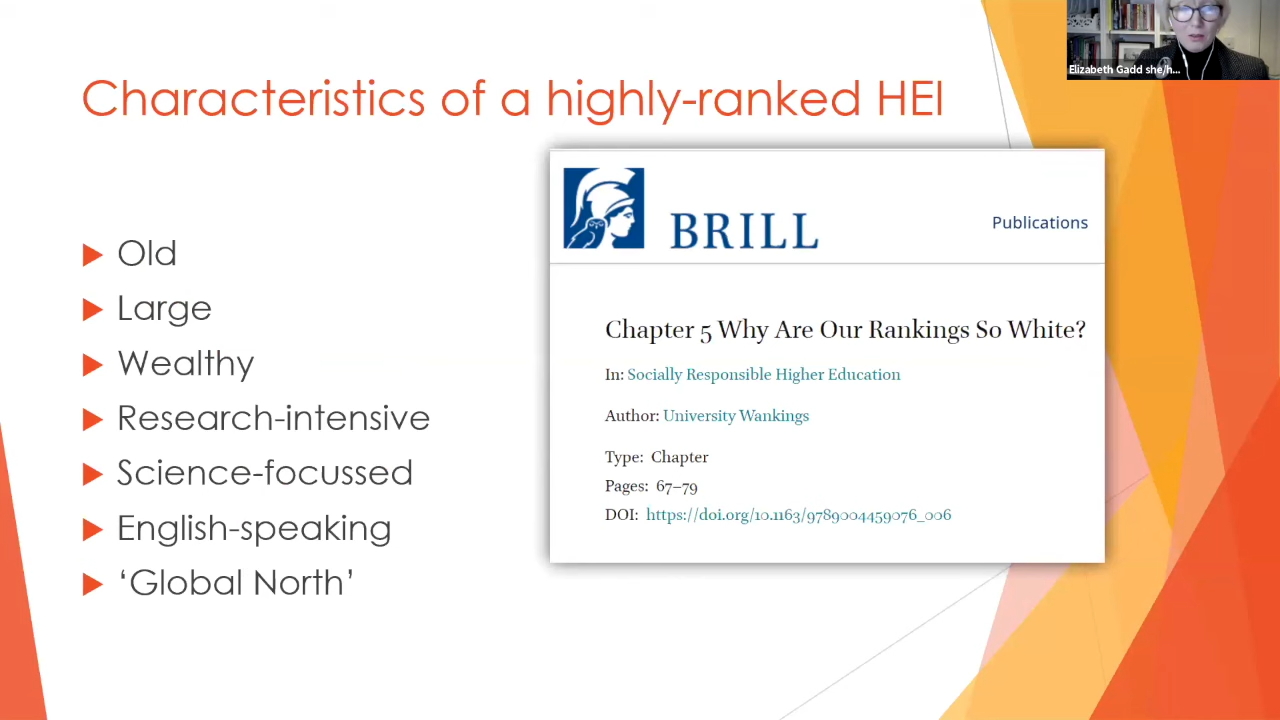 Elizabeth Gadd she/h...
Characteristics of a highly-ranked HEI
Old
Large
Wealthy
Research-intensive
Science-focussed
English-speaking
‘Global North’
BRILL
Publications
Chapter 5 Why Are Our Rankings So White?
In: Socially Responsible Higher Education
Author: University Wankings
Type: Chapter
Pages: 67–79
DOI: https://doi.org/10.1163/9789004459076_006